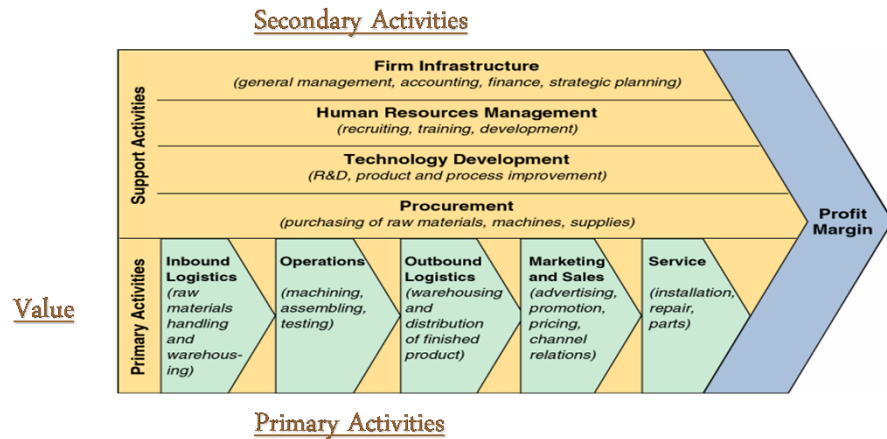 Secondary Activities
Support Activities
Firm Infrastructure
(general management, accounting, finance, strategic planning)
Human Resources Management
(recruiting, training, development)
Technology Development
(R&D, product and process improvement)
Procurement
(purchasing of raw materials, machines, supplies)
Profit
Margin
Value
Primary Activities
Inbound
Logistics
(raw
materials
handling
and
warehous-
ing)
Operations
(machining,
assembling,
testing)
Outbound
Logistics
(warehousing
and
distribution
of finished
product)
Marketing
and Sales
(advertising,
promotion,
pricing,
channel
relations)
Service
(installation,
repair,
parts)
Primary Activities